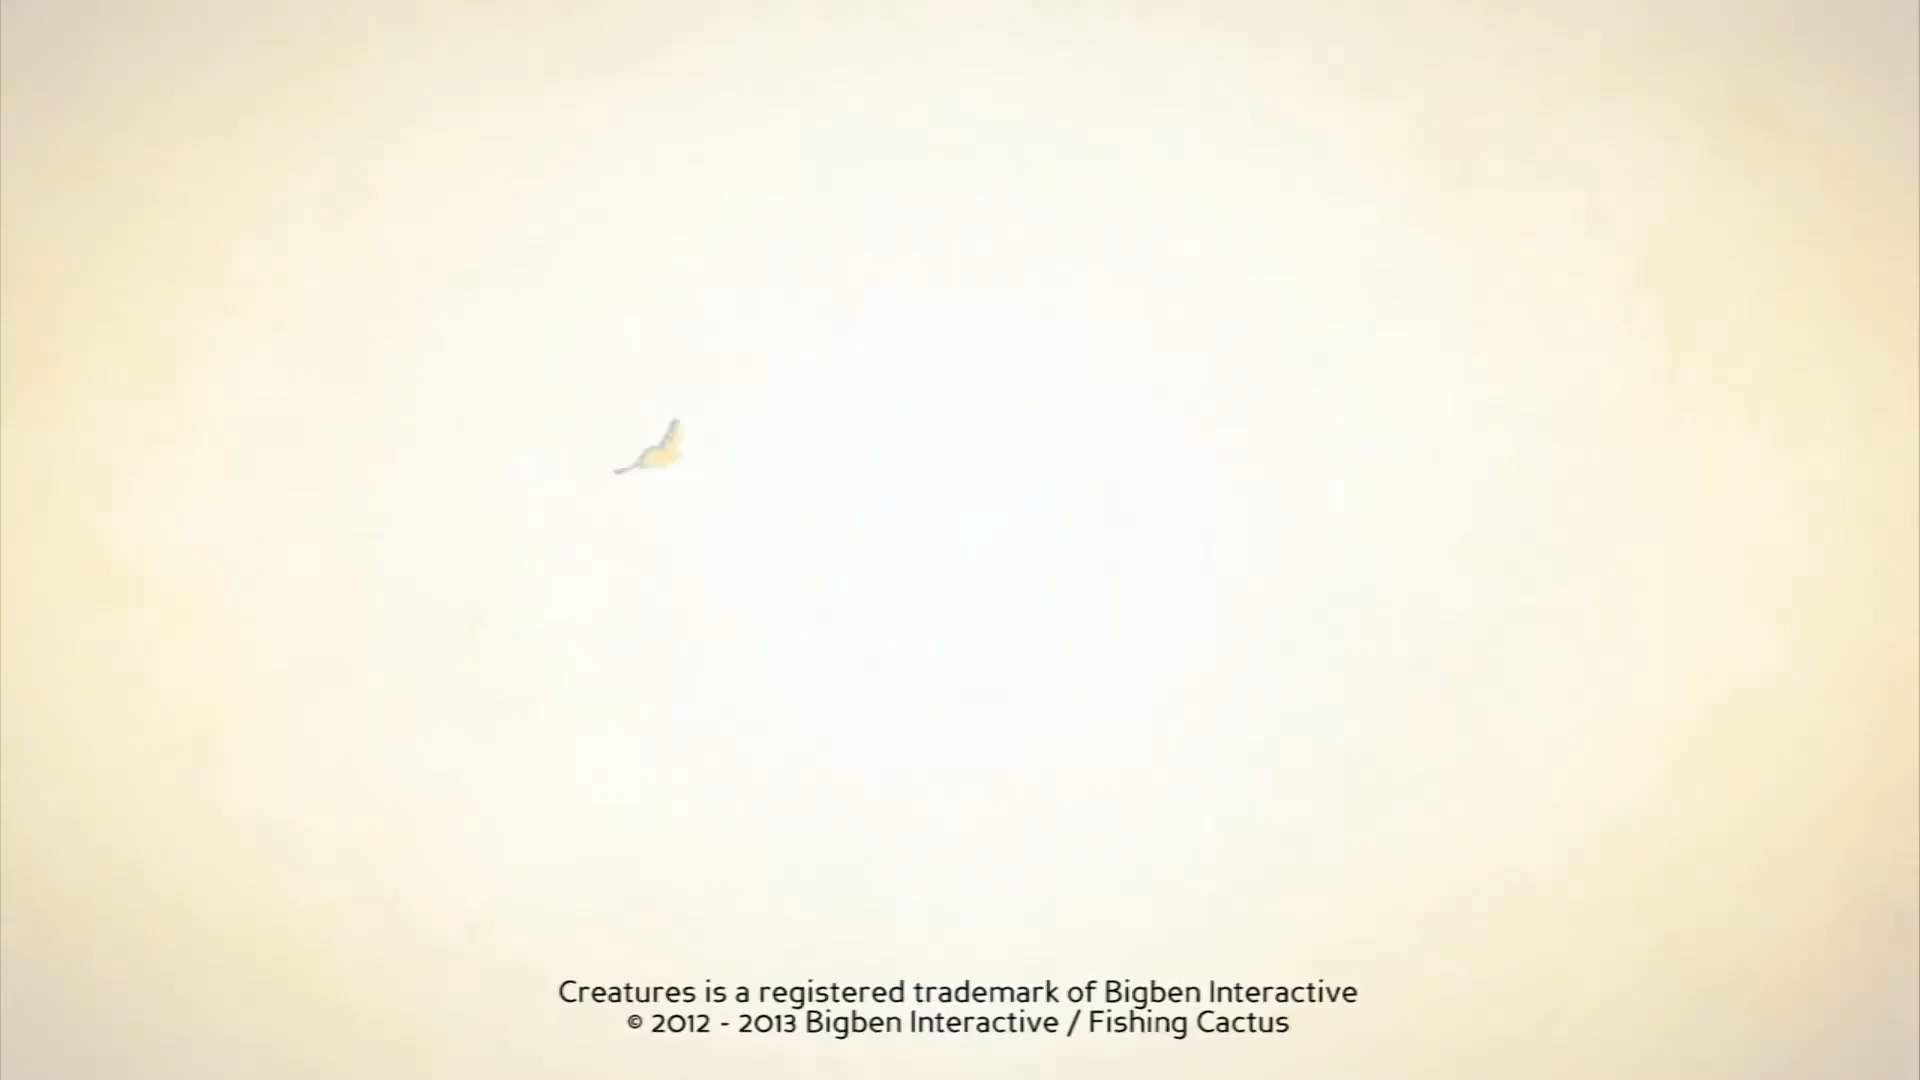 Creatures is a registered trademark of Bigben Interactive
© 2012 - 2013 Bigben Interactive / Fishing Cactus